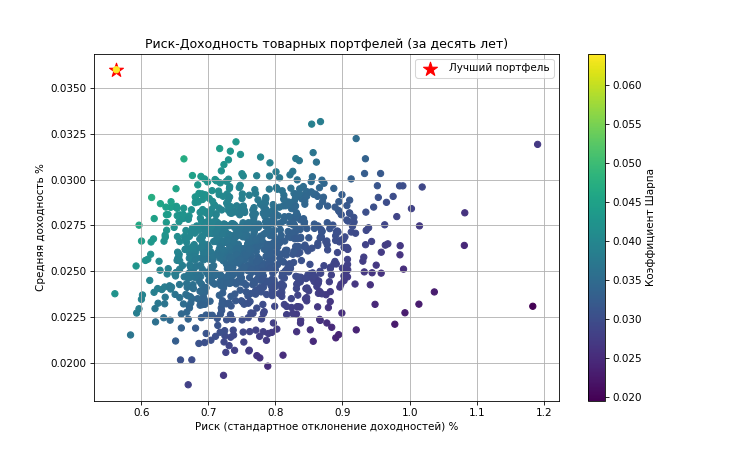 Риск-Доходность товарных портфелей (за десять лет)
Лучший портфель
0.0350
0.0325
0.0300
0.0275
0.0250
0.0225
0.0200
Средняя доходность %
0.6 0.7 0.8 0.9 1.0 1.1 1.2
Риск (стандартное отклонение доходностей) %
0.060
0.055
0.050
0.045
0.040
0.035
0.030
0.025
0.020
Коэффициент Шарпа